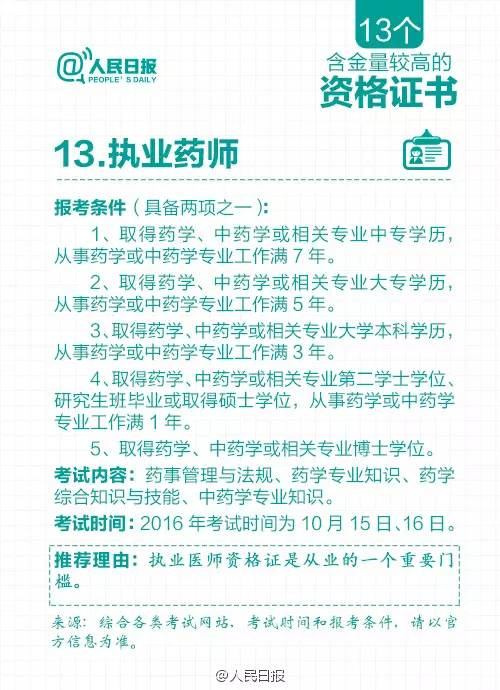 13个
@人民日报
PEOPLE'S DAILY
含金量较高的
资格证书
13.执业药师
报考条件（具备两项之一）：
1、取得药学、中药学或相关专业中专学历，
从事药学或中药学专业工作满 7 年。
2、取得药学、中药学或相关专业大专学历，
从事药学或中药学专业工作满 5 年。
3、取得药学、中药学或相关专业大学本科学历，
从事药学或中药学专业工作满 3 年。
4、取得药学、中药学或相关专业第二学士学位、
研究生班毕业或取得硕士学位，从事药学或中药学
专业工作满 1 年。
5、取得药学、中药学或相关专业博士学位。
考试内容：药事管理与法规、药学专业知识、药学
综合知识与技能、中药学专业知识。
考试时间：2016 年考试时间为 10 月 15 日、16 日。
推荐理由：执业医师资格证是从业的一个重要门
槛。
来源：综合各类考试网站，考试时间和报考条件，请以官
方信息为准。
@人民日报